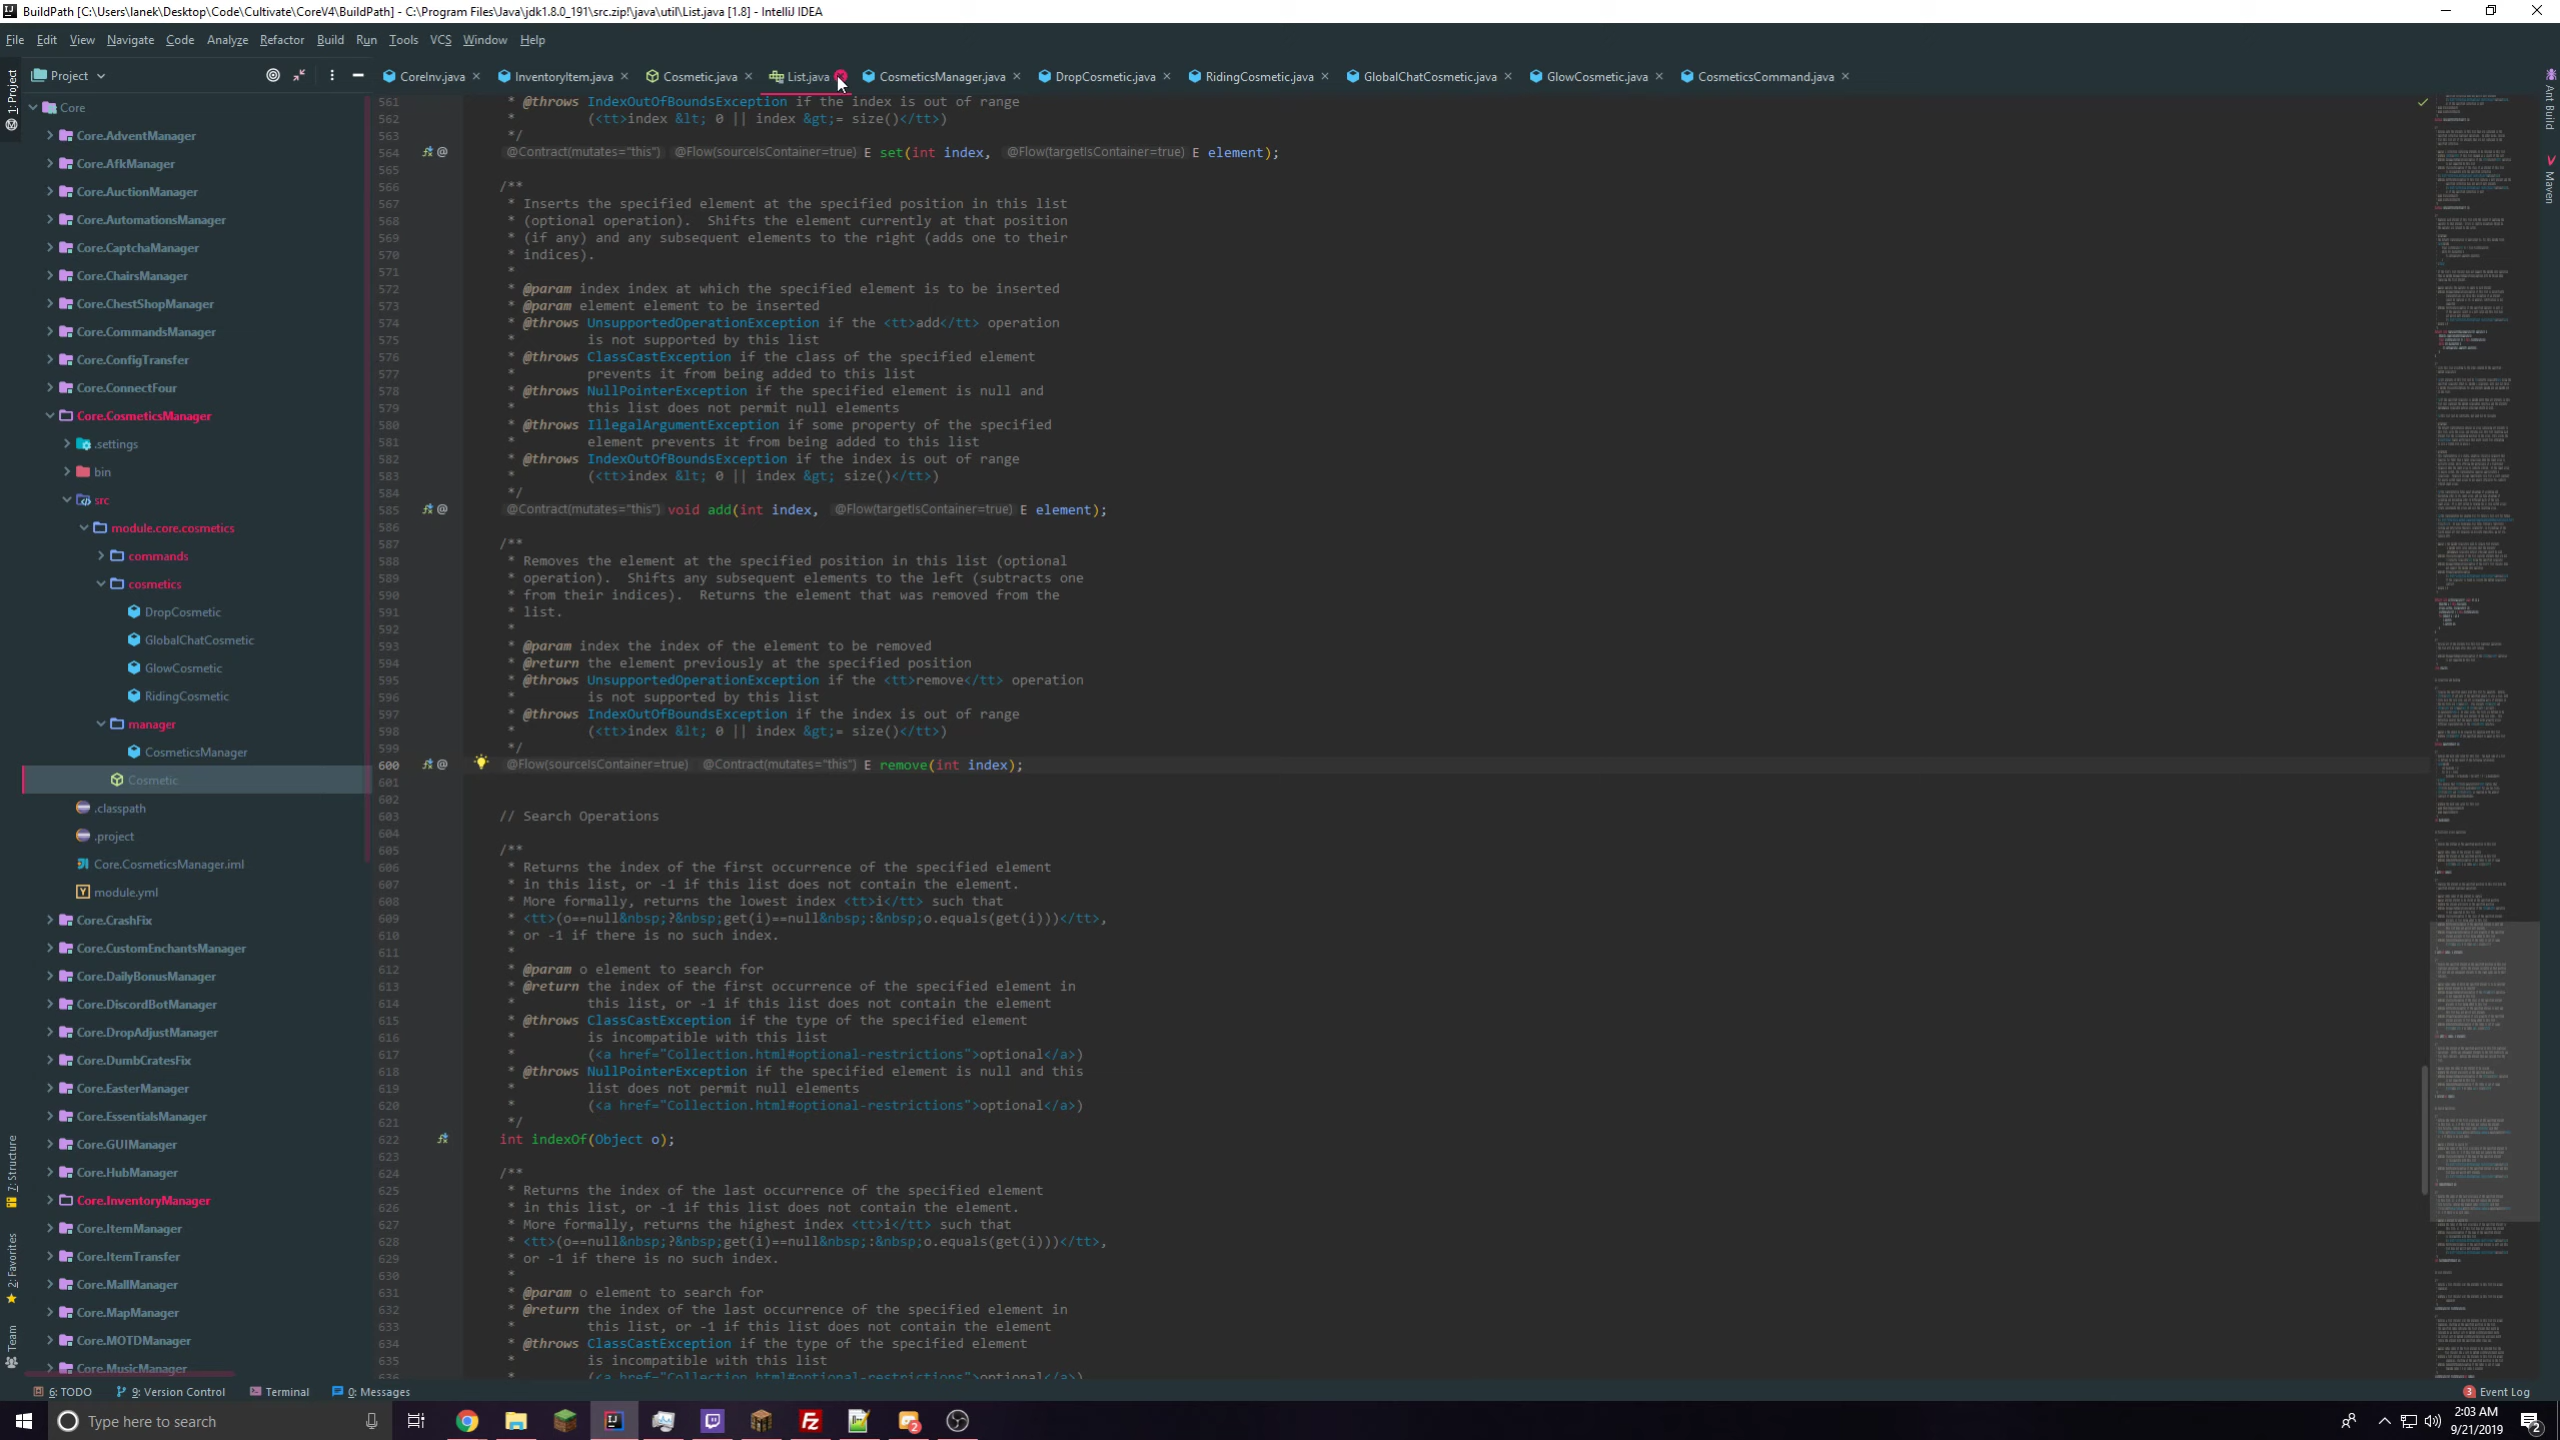 BuildPath [C:\Users\Ianek\Desktop\Code\Cultivate\CoreV4\BuildPath] - C:\Program Files\Java\jdk1.8.0_191\src.zip!\java\util\List.java [1.8] - IntelliJ IDEA
File Edit View Navigate Code Analyze Refactor Build Run Tools VCS Window Help
Project
CoreInv.java InventoryItem.java Cosmetic.java List.java CosmeticsManager.java DropCosmetic.java RidingCosmetic.java GlobalChatCosmetic.java GlowCosmetic.java CosmeticsCommand.java
1: Project
7: Structure
2: Favorites
Team
Core
Core.AdventManager
Core.AfkManager
Core.AuctionManager
Core.AutomationsManager
Core.CaptchaManager
Core.ChairsManager
Core.ChestShopManager
Core.CommandsManager
Core.ConfigTransfer
Core.ConnectFour
Core.CosmeticsManager
.settings
bin
src
module.core.cosmetics
commands
cosmetics
DropCosmetic
GlobalChatCosmetic
GlowCosmetic
RidingCosmetic
manager
CosmeticsManager
Cosmetic
.classpath
.project
Core.CosmeticsManager.iml
module.yml
Core.CrashFix
Core.CustomEnchantsManager
Core.DailyBonusManager
Core.DiscordBotManager
Core.DropAdjustManager
Core.DumbCratesFix
Core.EasterManager
Core.EssentialsManager
Core.GUIManager
Core.HubManager
Core.InventoryManager
Core.ItemManager
Core.ItemTransfer
Core.MallManager
Core.MapManager
Core.MOTDManager
Core.MusicManager
561 * @throws IndexOutOfBoundsException if the index is out of range
562 * (<tt>index &lt; 0 || index &gt;= size()</tt>)
563 */
564 @Contract(mutates="this") @Flow(sourceIsContainer=true) E set(int index, @Flow(targetIsContainer=true) E element);
565
566 /**
567 * Inserts the specified element at the specified position in this list
568 * (optional operation). Shifts the element currently at that position
569 * (if any) and any subsequent elements to the right (adds one to their
570 * indices).
571 *
572 * @param index index at which the specified element is to be inserted
573 * @param element element to be inserted
574 * @throws UnsupportedOperationException if the <tt>add</tt> operation
575 * is not supported by this list
576 * @throws ClassCastException if the class of the specified element
577 * prevents it from being added to this list
578 * @throws NullPointerException if the specified element is null and
579 * this list does not permit null elements
580 * @throws IllegalArgumentException if some property of the specified
581 * element prevents it from being added to this list
582 * @throws IndexOutOfBoundsException if the index is out of range
583 * (<tt>index &lt; 0 || index &gt; size()</tt>)
584 */
585 @Contract(mutates="this") void add(int index, @Flow(targetIsContainer=true) E element);
586
587 /**
588 * Removes the element at the specified position in this list (optional
589 * operation). Shifts any subsequent elements to the left (subtracts one
590 * from their indices). Returns the element that was removed from the
591 * list.
592 *
593 * @param index the index of the element to be removed
594 * @return the element previously at the specified position
595 * @throws UnsupportedOperationException if the <tt>remove</tt> operation
596 * is not supported by this list
597 * @throws IndexOutOfBoundsException if the index is out of range
598 * (<tt>index &lt; 0 || index &gt;= size()</tt>)
599 */
600 @Flow(sourceIsContainer=true) @Contract(mutates="this") E remove(int index);
601
602
603 // Search Operations
604
605 /**
606 * Returns the index of the first occurrence of the specified element
607 * in this list, or -1 if this list does not contain the element.
608 * More formally, returns the lowest index <tt>i</tt> such that
609 * <tt>(o==null&nbsp;?&nbsp;get(i)==null&nbsp;:&nbsp;o.equals(get(i)))</tt>,
610 * or -1 if there is no such index.
611 *
612 * @param o element to search for
613 * @return the index of the first occurrence of the specified element in
614 * this list, or -1 if this list does not contain the element
615 * @throws ClassCastException if the type of the specified element
616 * is incompatible with this list
617 * (<a href="Collection.html#optional-restrictions">optional</a>)
618 * @throws NullPointerException if the specified element is null and this
619 * list does not permit null elements
620 * (<a href="Collection.html#optional-restrictions">optional</a>)
621 */
622 int indexOf(Object o);
623
624 /**
625 * Returns the index of the last occurrence of the specified element
626 * in this list, or -1 if this list does not contain the element.
627 * More formally, returns the highest index <tt>i</tt> such that
628 * <tt>(o==null&nbsp;?&nbsp;get(i)==null&nbsp;:&nbsp;o.equals(get(i)))</tt>,
629 * or -1 if there is no such index.
630 *
631 * @param o element to search for
632 * @return the index of the last occurrence of the specified element in
633 * this list, or -1 if this list does not contain the element
634 * @throws ClassCastException if the type of the specified element
635 * is incompatible with this list
636 * (<a href="Collection.html#optional-restrictions">optional</a>)
Ant Build
Maven
6: TODO 9: Version Control Terminal 0: Messages
3 Event Log
Type here to search
2
2:03 AM
9/21/2019
2